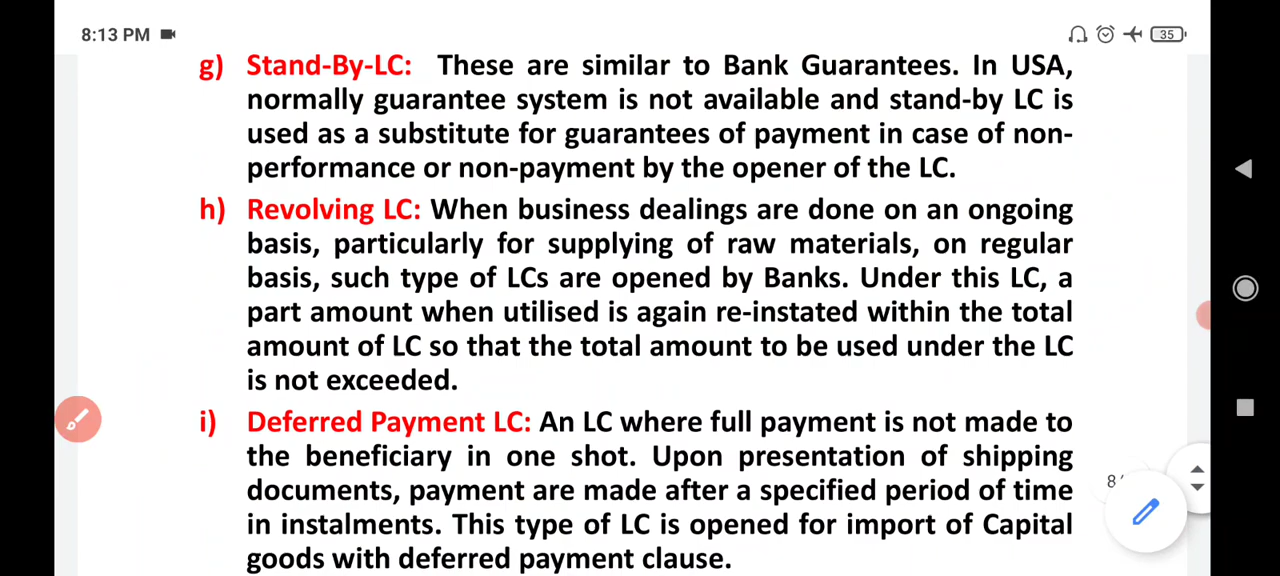 8:13 PM
35
g) Stand-By-LC: These are similar to Bank Guarantees. In USA,
normally guarantee system is not available and stand-by LC is
used as a substitute for guarantees of payment in case of non-
performance or non-payment by the opener of the LC.
h) Revolving LC: When business dealings are done on an ongoing
basis, particularly for supplying of raw materials, on regular
basis, such type of LCs are opened by Banks. Under this LC, a
part amount when utilised is again re-instated within the total
amount of LC so that the total amount to be used under the LC
is not exceeded.
i) Deferred Payment LC: An LC where full payment is not made to
the beneficiary in one shot. Upon presentation of shipping
documents, payment are made after a specified period of time
in instalments. This type of LC is opened for import of Capital
goods with deferred payment clause.
8